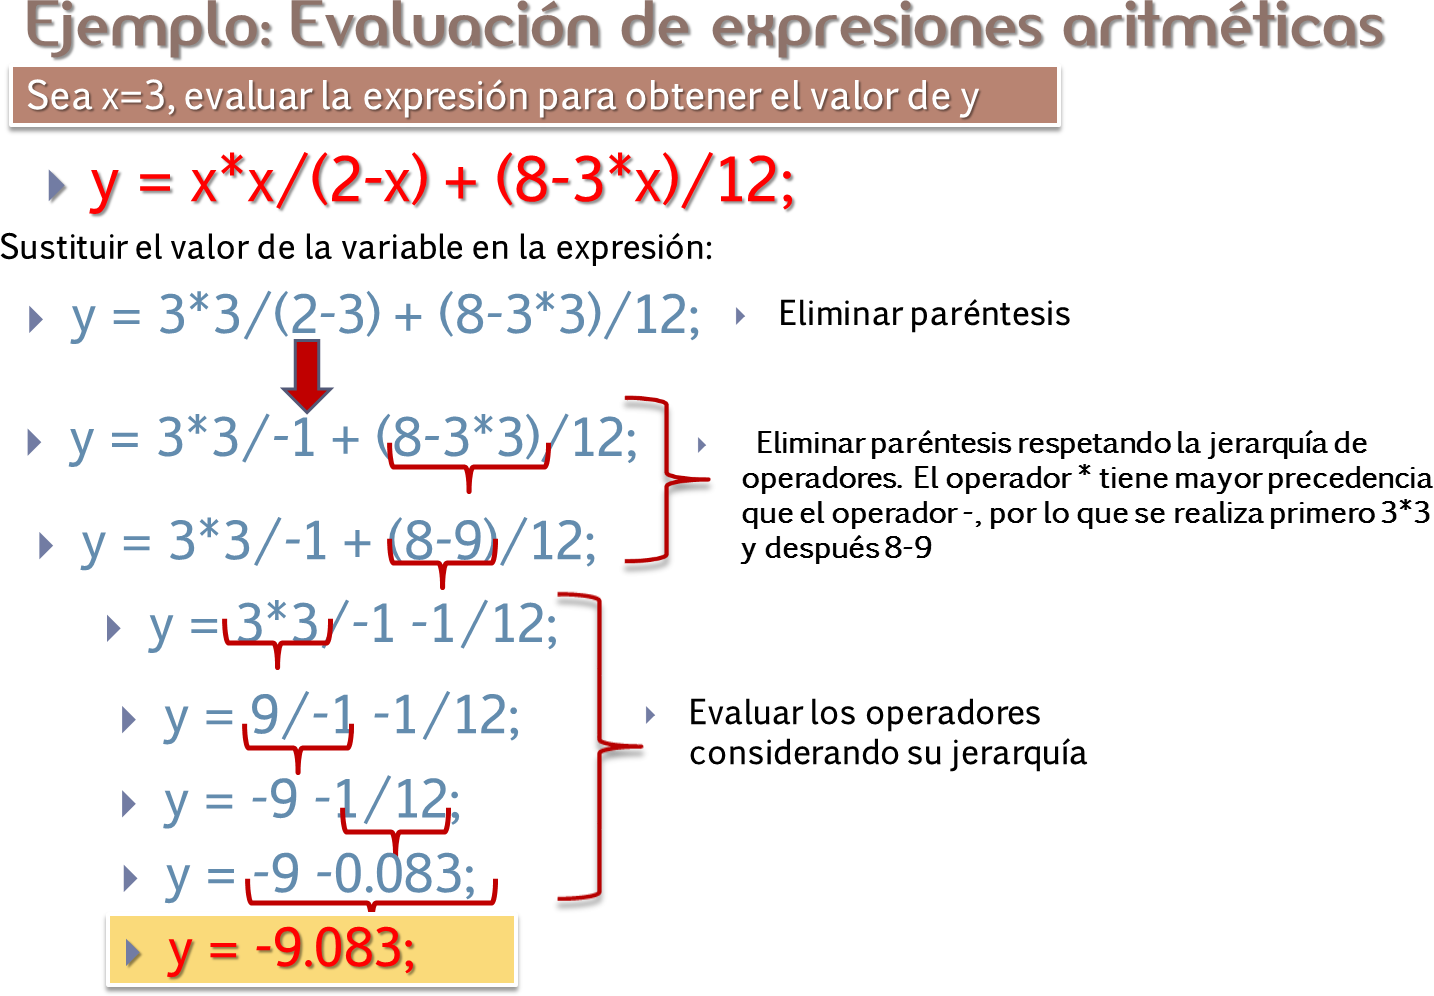 Ejemplo: Evaluación de expresiones aritméticas
Sea x=3, evaluar la expresión para obtener el valor de y
y = x*x/(2-x) + (8-3*x)/12;
Sustituir el valor de la variable en la expresión:
y = 3*3/(2-3) + (8-3*3)/12;
Eliminar paréntesis
y = 3*3/-1 + (8-3*3)/12;
Eliminar paréntesis respetando la jerarquía de
operadores. El operador * tiene mayor precedencia
que el operador -, por lo que se realiza primero 3*3
y después 8-9
y = 3*3/-1 + (8-9)/12;
y = 3*3/-1 -1/12;
y = 9/-1 -1/12;
Evaluar los operadores
considerando su jerarquía
y = -9 -1/12;
y = -9 -0.083;
y = -9.083;